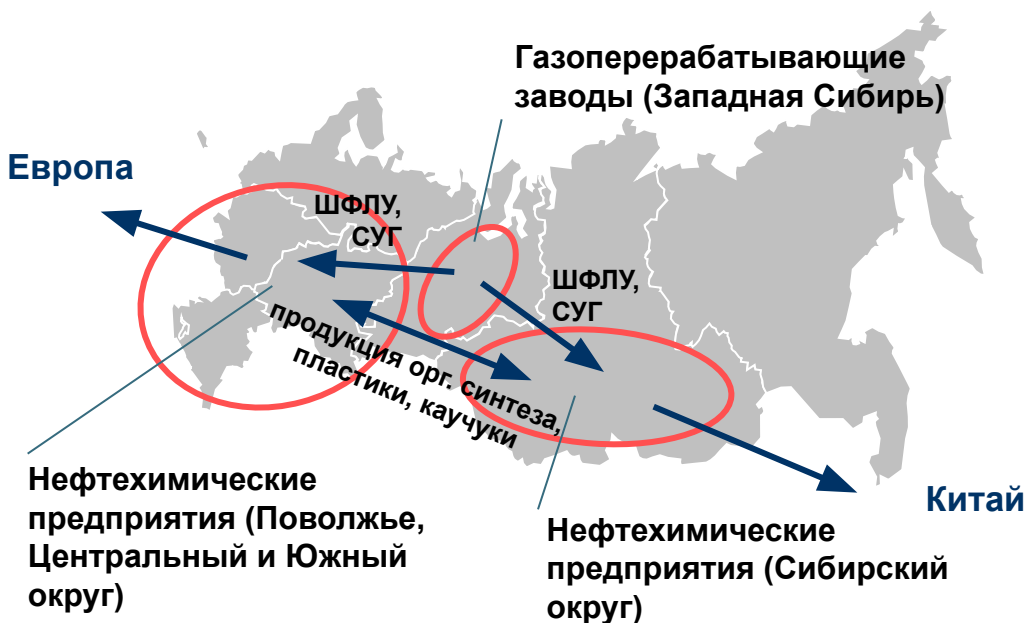 Газоперерабатывающие
заводы (Западная Сибирь)
Европа
ШФЛУ,
СУГ
ШФЛУ,
СУГ
продукция орг. синтеза,
пластики, каучуки
Нефтехимические
предприятия (Поволжье,
Центральный и Южный
округ)
Китай
Нефтехимические
предприятия (Сибирский
округ)